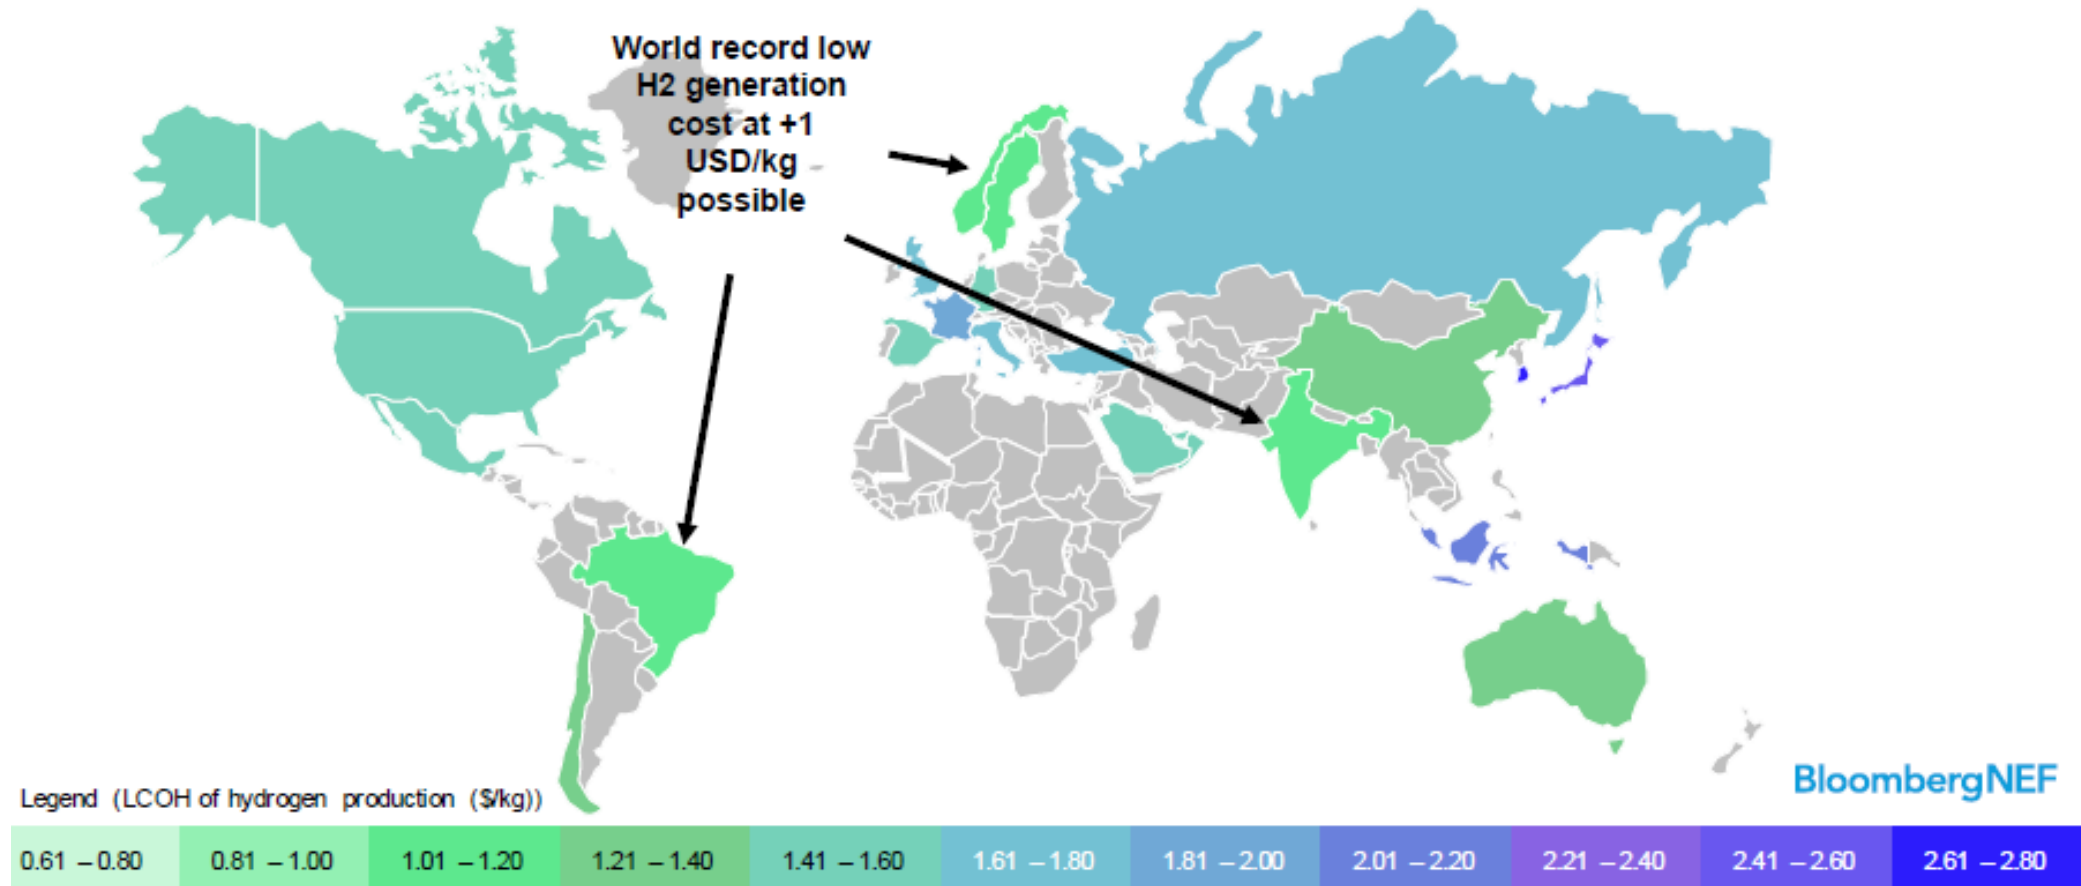 World record low
H2 generation
cost at +1
USD/kg
possible
BloombergNEF
Legend (LCOH of hydrogen production ($/kg))
0.61 – 0.80
0.81 – 1.00
1.01 – 1.20
1.21 – 1.40
1.41 – 1.60
1.61 – 1.80
1.81 – 2.00
2.01 – 2.20
2.21 – 2.40
2.41 – 2.60
2.61 – 2.80